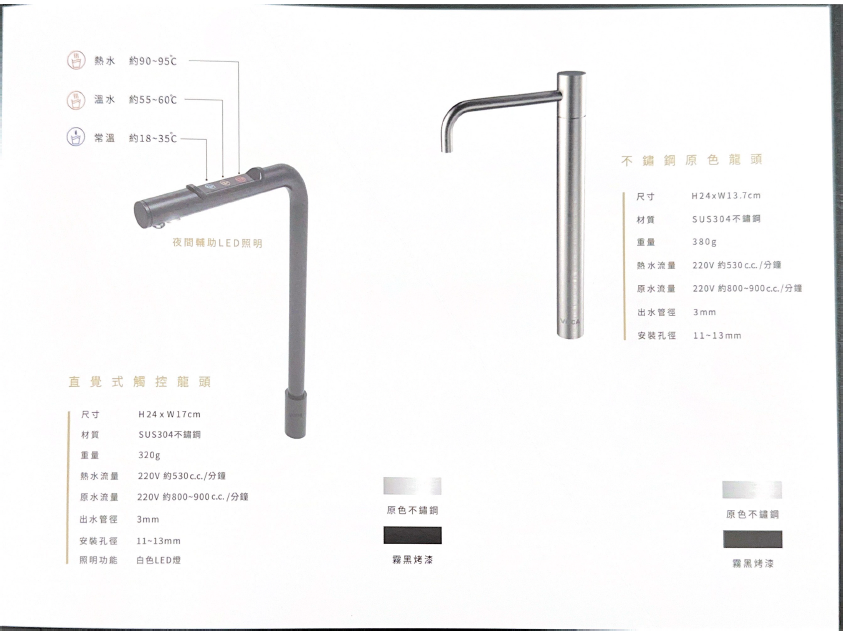 熱水 約90~95℃
溫水 約55~60℃
常溫 約18~35℃
夜間輔助LED照明
直覺式觸控龍頭
尺寸 H24 x W17cm
材質 SUS304不鏽鋼
重量 320g
熱水流量 220V 約530c.c./分鐘
原水流量 220V 約800~900c.c./分鐘
出水管徑 3mm
安裝孔徑 11~13mm
照明功能 白色LED燈
原色不鏽鋼
霧黑烤漆
不鏽鋼原色龍頭
尺寸 H24xW13.7cm
材質 SUS304不鏽鋼
重量 380g
熱水流量 220V 約530c.c./分鐘
原水流量 220V 約800~900c.c./分鐘
出水管徑 3mm
安裝孔徑 11~13mm
原色不鏽鋼
霧黑烤漆